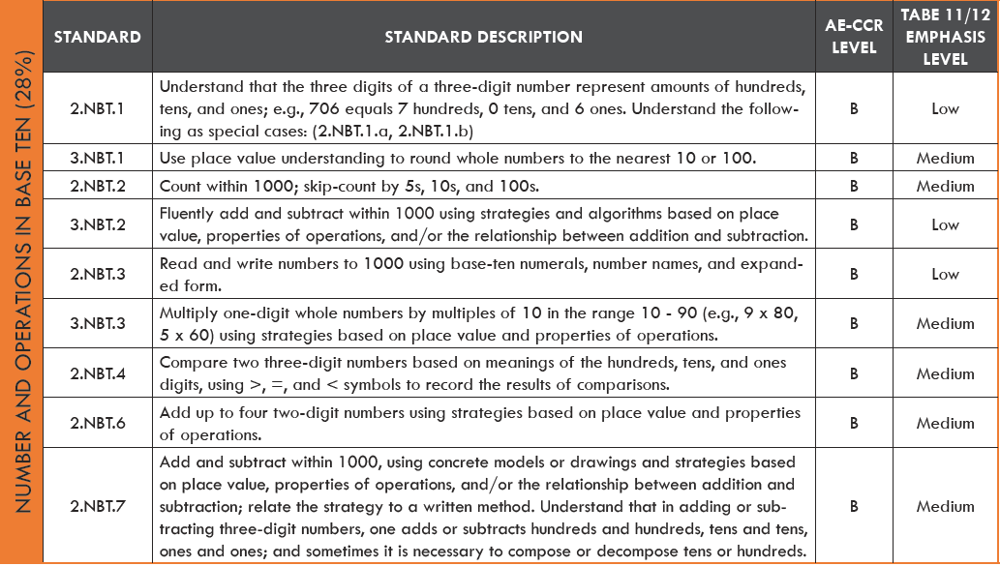 NUMBER AND OPERATIONS IN BASE TEN (28%)
STANDARD
STANDARD DESCRIPTION
AE-CCR
LEVEL
TABE 11/12
EMPHASIS
LEVEL
2.NBT.1
Understand that the three digits of a three-digit number represent amounts of hundreds,
tens, and ones; e.g., 706 equals 7 hundreds, 0 tens, and 6 ones. Understand the follow-
ing as special cases: (2.NBT.1.a, 2.NBT.1.b)
B
Low
3.NBT.1
Use place value understanding to round whole numbers to the nearest 10 or 100.
B
Medium
2.NBT.2
Count within 1000; skip-count by 5s, 10s, and 100s.
B
Medium
3.NBT.2
Fluently add and subtract within 1000 using strategies and algorithms based on place
value, properties of operations, and/or the relationship between addition and subtraction.
B
Low
2.NBT.3
Read and write numbers to 1000 using base-ten numerals, number names, and expand-
ed form.
B
Low
3.NBT.3
Multiply one-digit whole numbers by multiples of 10 in the range 10 - 90 (e.g., 9 x 80,
5 x 60) using strategies based on place value and properties of operations.
B
Medium
2.NBT.4
Compare two three-digit numbers based on meanings of the hundreds, tens, and ones
digits, using >, =, and < symbols to record the results of comparisons.
B
Medium
2.NBT.6
Add up to four two-digit numbers using strategies based on place value and properties
of operations.
B
Medium
2.NBT.7
Add and subtract within 1000, using concrete models or drawings and strategies based
on place value, properties of operations, and/or the relationship between addition and
subtraction; relate the strategy to a written method. Understand that in adding or sub-
tracting three-digit numbers, one adds or subtracts hundreds and hundreds, tens and tens,
ones and ones; and sometimes it is necessary to compose or decompose tens or hundreds.
B
Medium